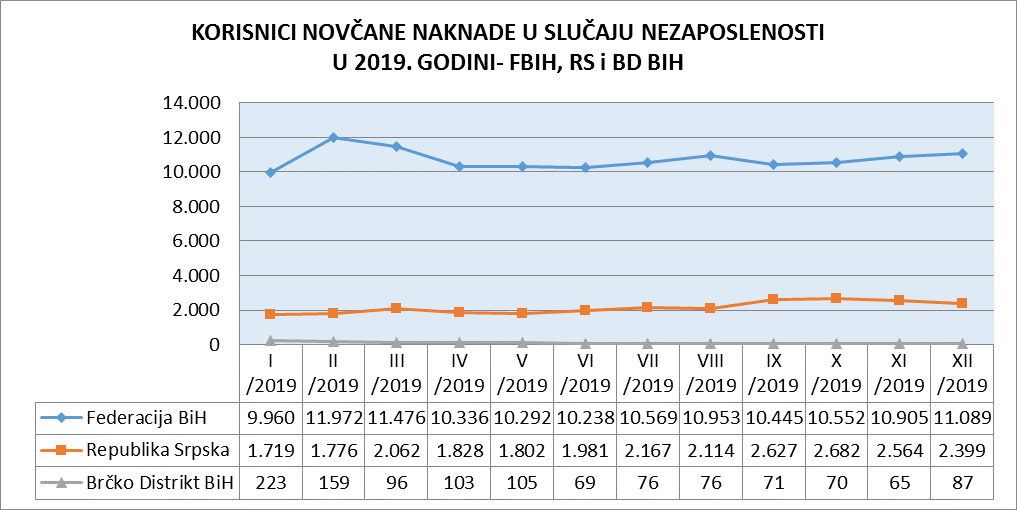 KORISNICI NOVČANE NAKNADE U SLUČAJU NEZAPOSLENOSTI
U 2019. GODINI- FBIH, RS i BD BIH
14.000
12.000
10.000
8.000
6.000
4.000
2.000
0
I II III IV V VI VII VIII IX X XI XII
/2019 /2019 /2019 /2019 /2019 /2019 /2019 /2019 /2019 /2019 /2019 /2019
Federacija BiH 9.960 11.972 11.476 10.336 10.292 10.238 10.569 10.953 10.445 10.552 10.905 11.089
Republika Srpska 1.719 1.776 2.062 1.828 1.802 1.981 2.167 2.114 2.627 2.682 2.564 2.399
Brčko Distrikt BiH 223 159 96 103 105 69 76 76 71 70 65 87